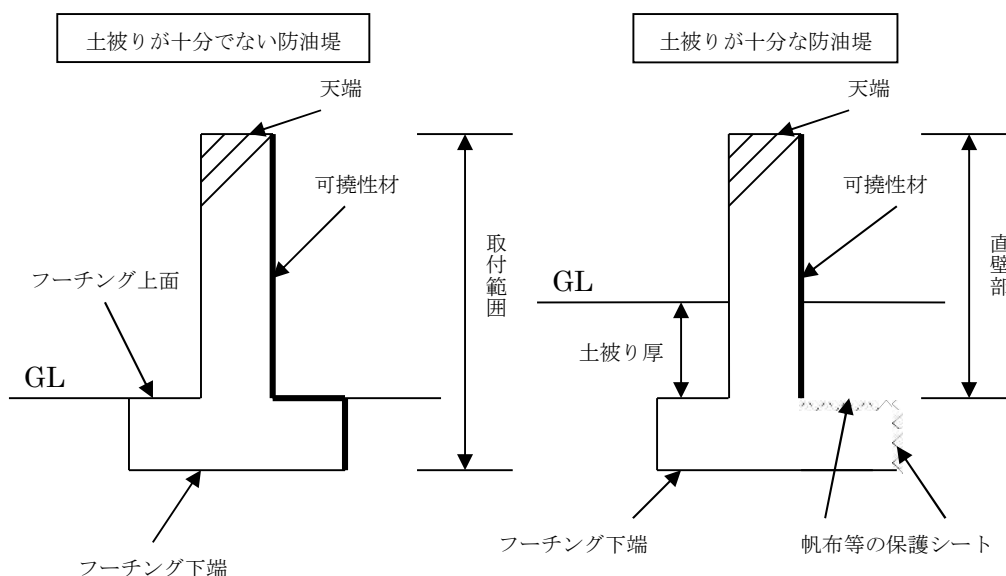 土被りが十分でない防油堤
天端
可撓性材
取付範囲
フーチング上面
GL
フーチング下端
土被りが十分な防油堤
天端
可撓性材
直壁部
GL
土被り厚
フーチング下端
帆布等の保護シート